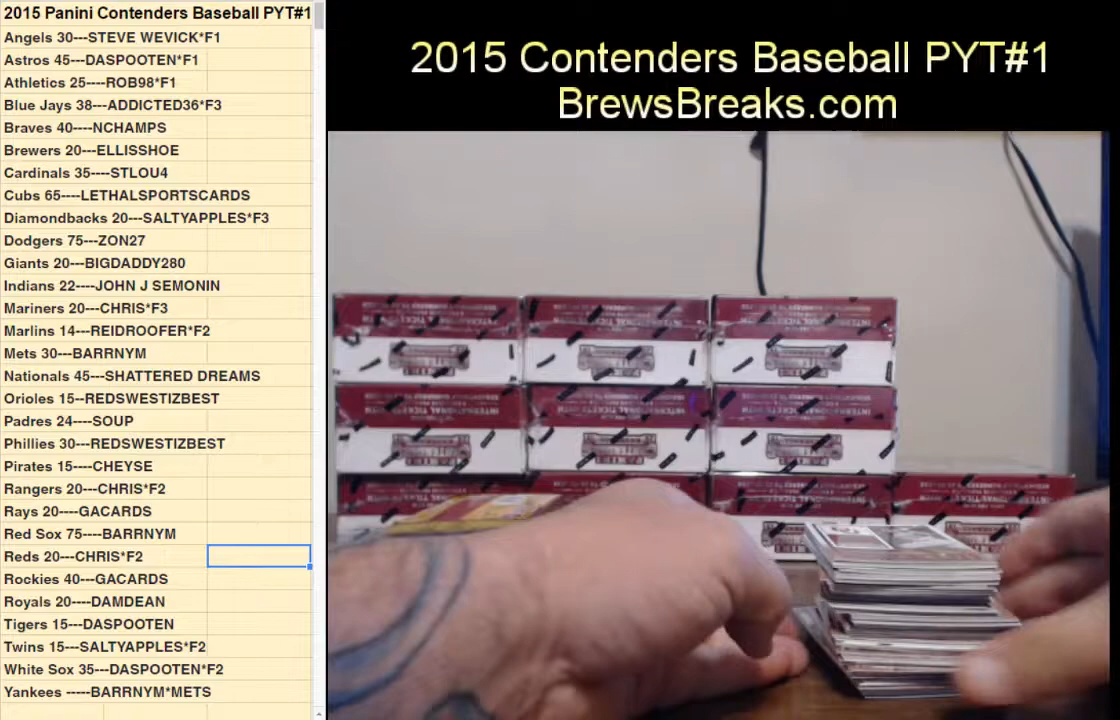 2015 Panini Contenders Baseball PYT#1
Angels 30---STEVE WEVICK*F1
Astros 45----DASPOOTEN*F1
Athletics 25----ROB98*F1
Blue Jays 38---ADDICTED36*F3
Braves 40----NCHAMPS
Brewers 20---ELLISSHOE
Cardinals 35----STLOU4
Cubs 65----LETHALSPORTSCARDS
Diamondbacks 20---SALTYAPPLES*F3
Dodgers 75---ZON27
Giants 20---BIGDADDY280
Indians 22----JOHN J SEMONIN
Mariners 20---CHRIS*F3
Marlins 14---REIDROOFER*F2
Mets 30---BARRNYM
Nationals 45---SHATTERED DREAMS
Orioles 15--REDSWESTIZBEST
Padres 24----SOUP
Phillies 30---REDSWESTIZBEST
Pirates 15----CHEYSE
Rangers 20---CHRIS*F2
Rays 20----GACARDS
Red Sox 75---BARRNYM
Reds 20---CHRIS*F2
Rockies 40---GACARDS
Royals 20----DAMDEAN
Tigers 15----DASPOOTEN
Twins 15----SALTYAPPLES*F2
White Sox 35---DASPOOTEN*F2
Yankees -----BARRNYM*METS
2015 Contenders Baseball PYT#1
BrewsBreaks.com